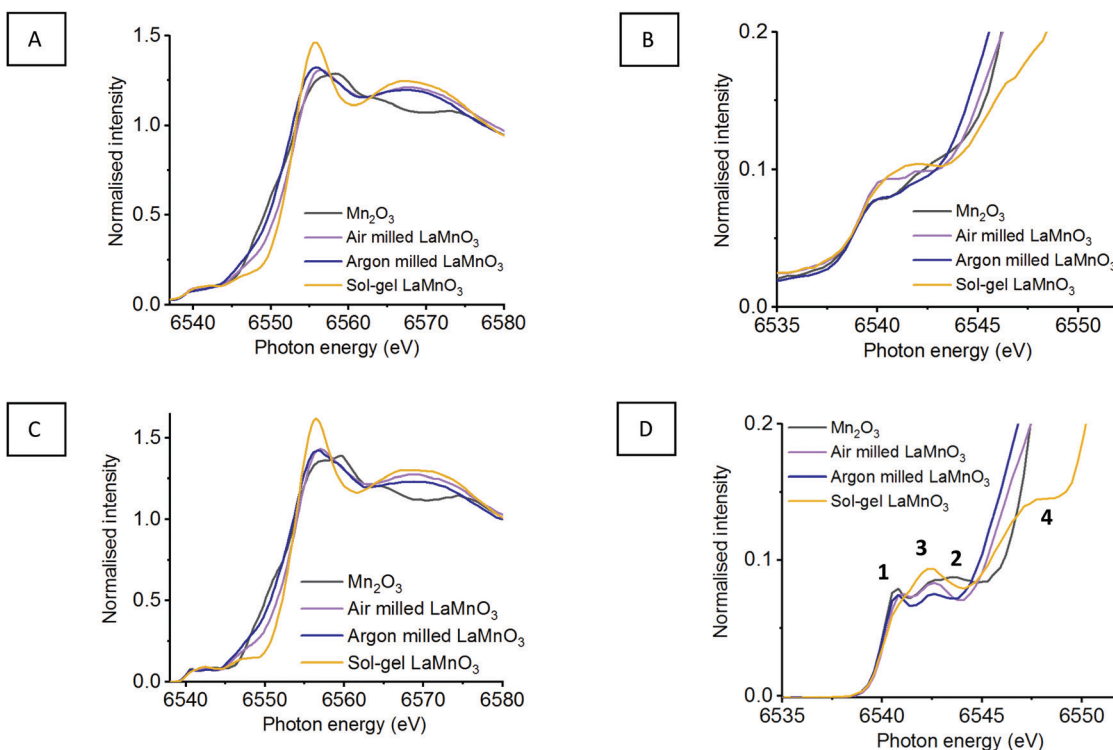 A
1.5
1.0
0.5
0.0
Normalised intensity
Mn₂O₃
Air milled LaMnO₃
Argon milled LaMnO₃
Sol-gel LaMnO₃
6540 6550 6560 6570 6580
Photon energy (eV)
B
0.2
0.1
0.0
Normalised intensity
Mn₂O₃
Air milled LaMnO₃
Argon milled LaMnO₃
Sol-gel LaMnO₃
6535 6540 6545 6550
Photon energy (eV)
C
1.5
1.0
0.5
0.0
Normalised intensity
Mn₂O₃
Air milled LaMnO₃
Argon milled LaMnO₃
Sol-gel LaMnO₃
6540 6550 6560 6570 6580
Photon energy (eV)
D
0.2
0.1
0.0
Normalised intensity
Mn₂O₃
Air milled LaMnO₃
Argon milled LaMnO₃
Sol-gel LaMnO₃
1 3 2 4
6535 6540 6545 6550
Photon energy (eV)